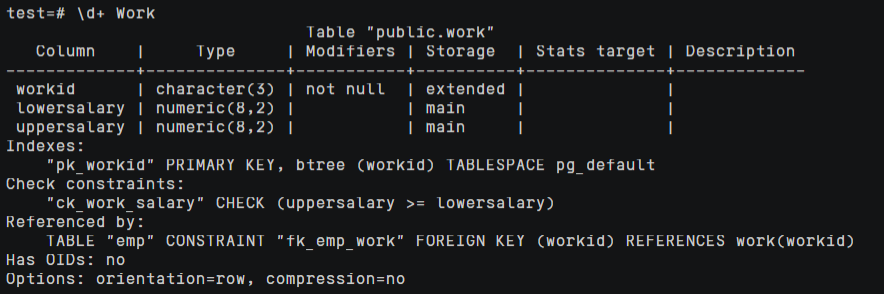 test=# \d+ Work
                              Table "public.work"
   Column    |     Type     | Modifiers | Storage  | Stats target | Description
-------------+--------------+-----------+----------+--------------+-------------
 workid      | character(3) | not null  | extended |              |
 lowersalary | numeric(8,2) |           | main     |              |
 uppersalary | numeric(8,2) |           | main     |              |
Indexes:
    "pk_workid" PRIMARY KEY, btree (workid) TABLESPACE pg_default
Check constraints:
    "ck_work_salary" CHECK (uppersalary >= lowersalary)
Referenced by:
    TABLE "emp" CONSTRAINT "fk_emp_work" FOREIGN KEY (workid) REFERENCES work(workid)
Has OIDs: no
Options: orientation=row, compression=no